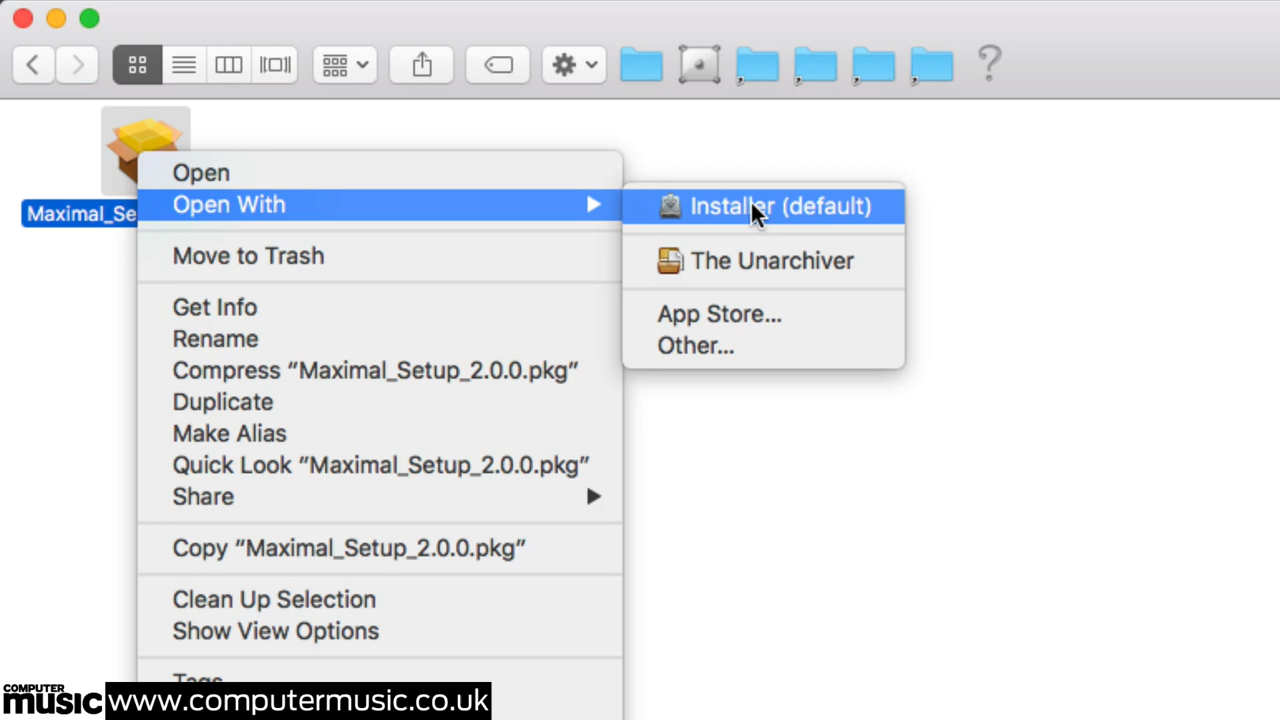 Maximal_Se
Open
Open With
Move to Trash
Get Info
Rename
Compress “Maximal_Setup_2.0.0.pkg”
Duplicate
Make Alias
Quick Look “Maximal_Setup_2.0.0.pkg”
Share
Copy “Maximal_Setup_2.0.0.pkg”
Clean Up Selection
Show View Options
Tags
Installer (default)
The Unarchiver
App Store...
Other...
?
COMPUTER
music
www.computermusic.co.uk